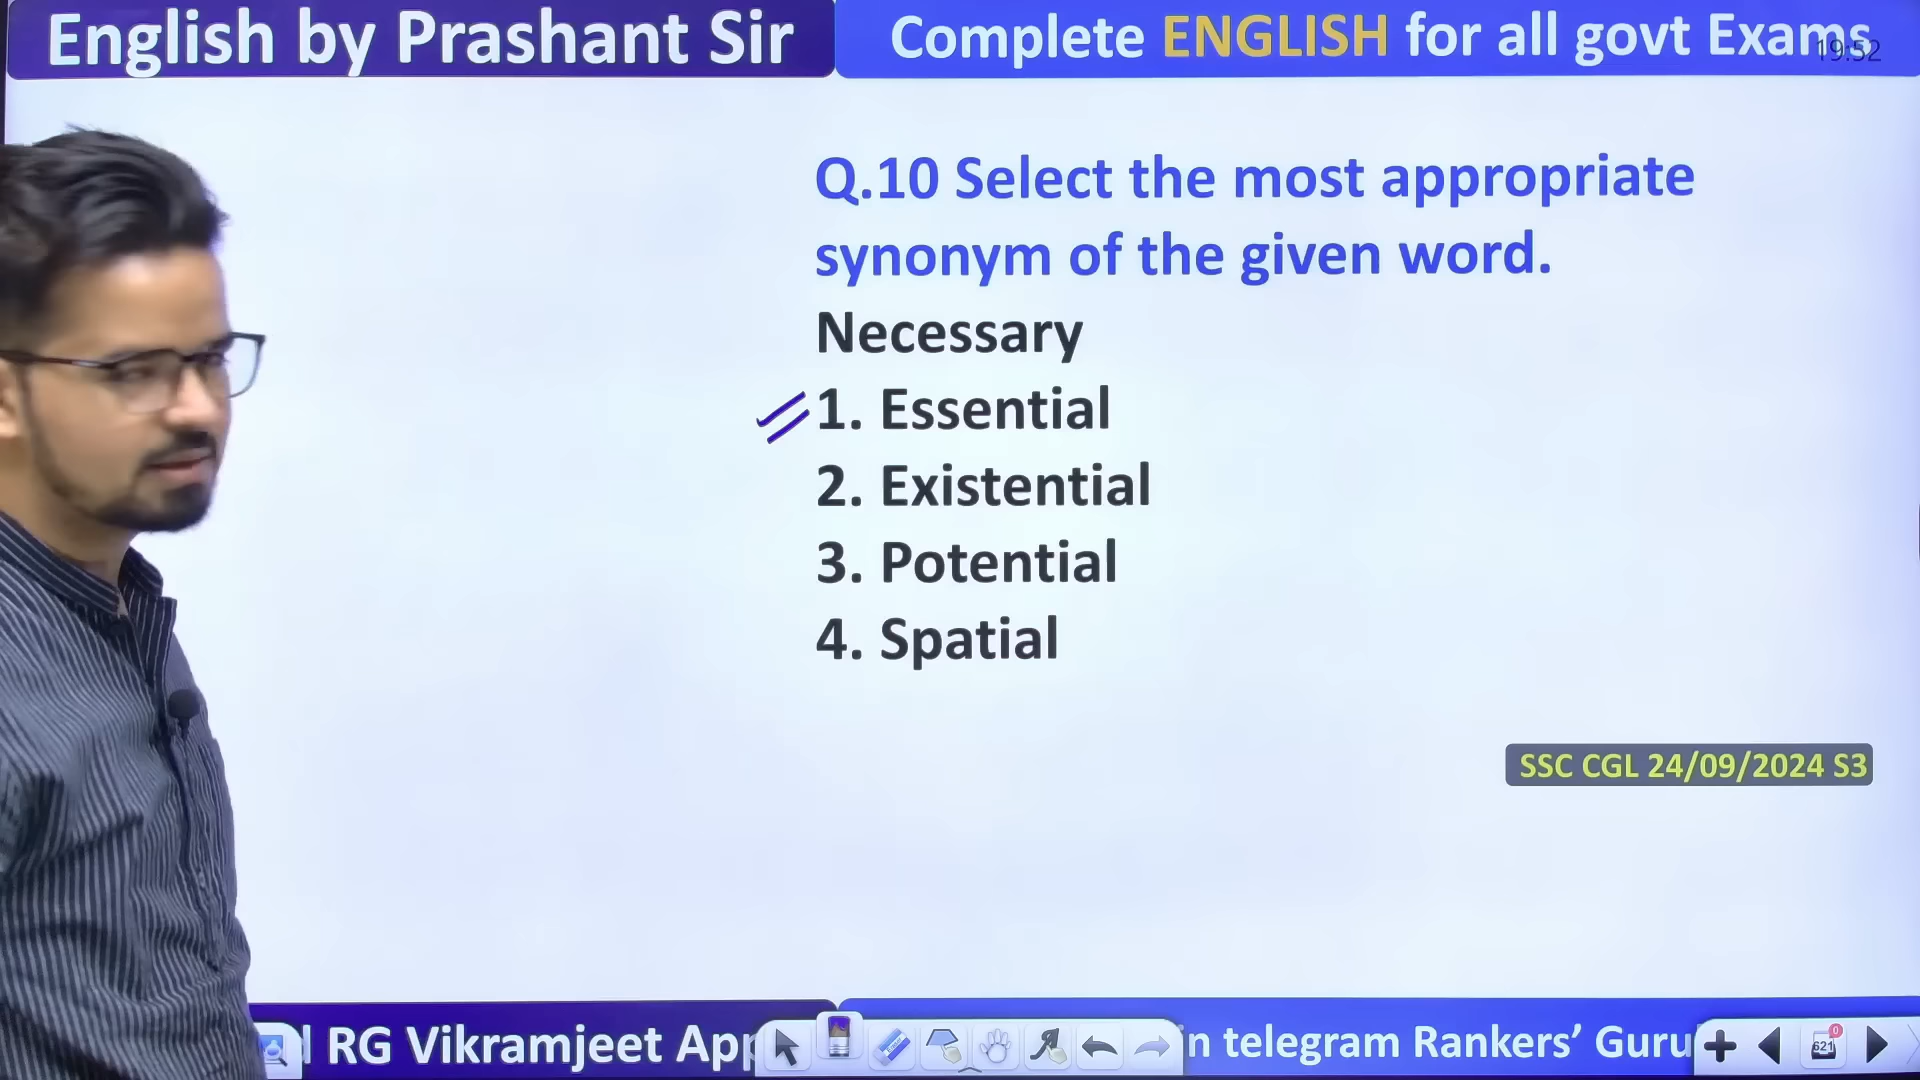 English by Prashant Sir
Complete ENGLISH for all govt Exams
19:52
Q.10 Select the most appropriate
synonym of the given word.
Necessary
1. Essential
2. Existential
3. Potential
4. Spatial
SSC CGL 24/09/2024 S3
RG Vikramjeet App
in telegram Rankers’ Guru
621
0